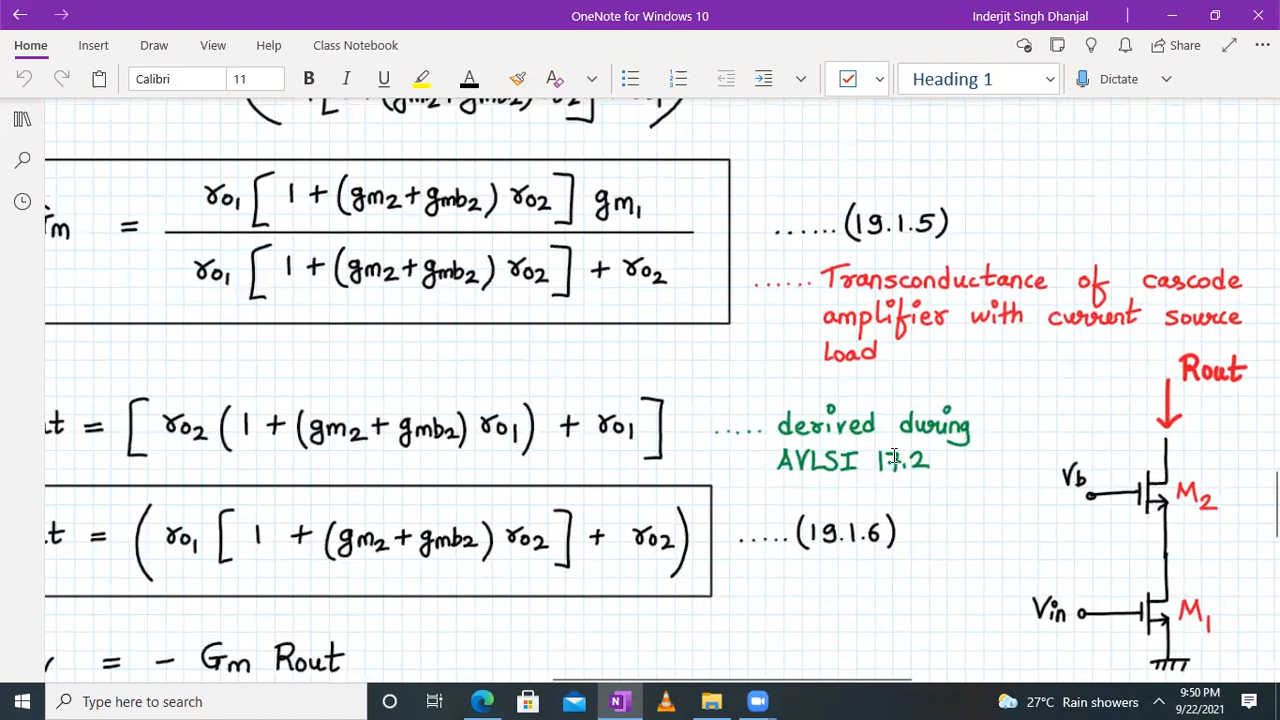 OneNote for Windows 10
Inderjit Singh Dhanjal
Home Insert Draw View Help Class Notebook
Share
Calibri 11 B I U A Heading 1 Dictate
m = ro1 [ 1 + (gm2 + gmb2) ro2 ] gm1
ro1 [ 1 + (gm2 + gmb2) ro2 ] + ro2
...... (19.1.5)
...... Transconductance of cascode
amplifier with current source
load
Rout
t = [ ro2 ( 1 + (gm2 + gmb2) ro1 ) + ro1 ]
..... derived during
AVLSI 17.2
Vb
M2
t = ( ro1 [ 1 + (gm2 + gmb2) ro2 ] + ro2 )
..... (19.1.6)
Vin
M1
= - Gm Rout
Type here to search
27°C Rain showers
9:50 PM
9/22/2021